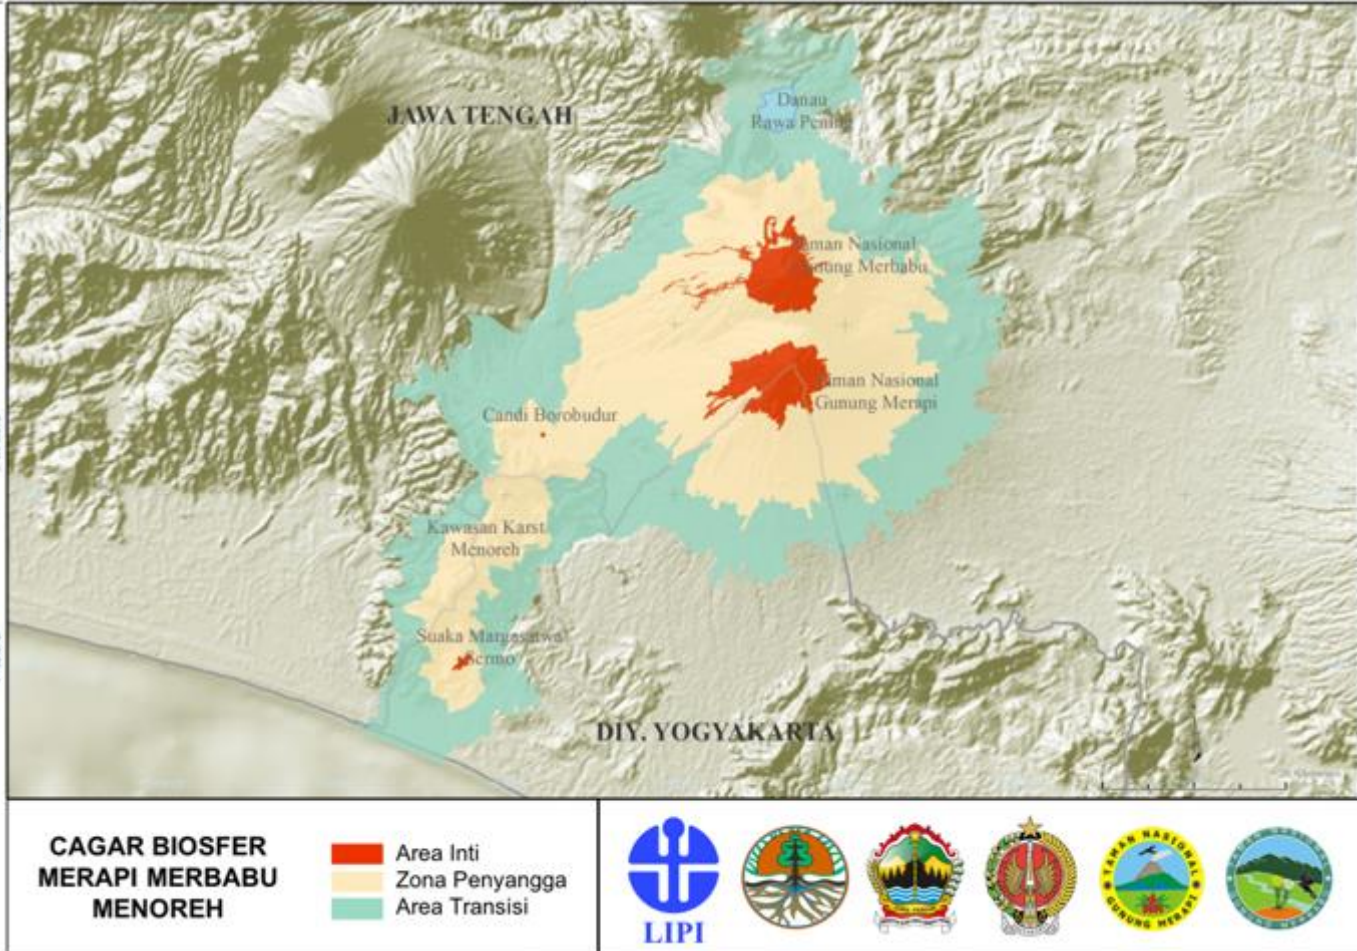 JAWA TENGAH
Danau
Rawa Pening
Taman Nasional
Gunung Merbabu
Taman Nasional
Gunung Merapi
Candi Borobudur
Kawasan Karst
Menoreh
Suaka Margasatwa
Sermo
DIY. YOGYAKARTA
CAGAR BIOSFER
MERAPI MERBABU
MENOREH
Area Inti
Zona Penyangga
Area Transisi
LIPI
TAMAN NASIONAL
GUNUNG MERAPI